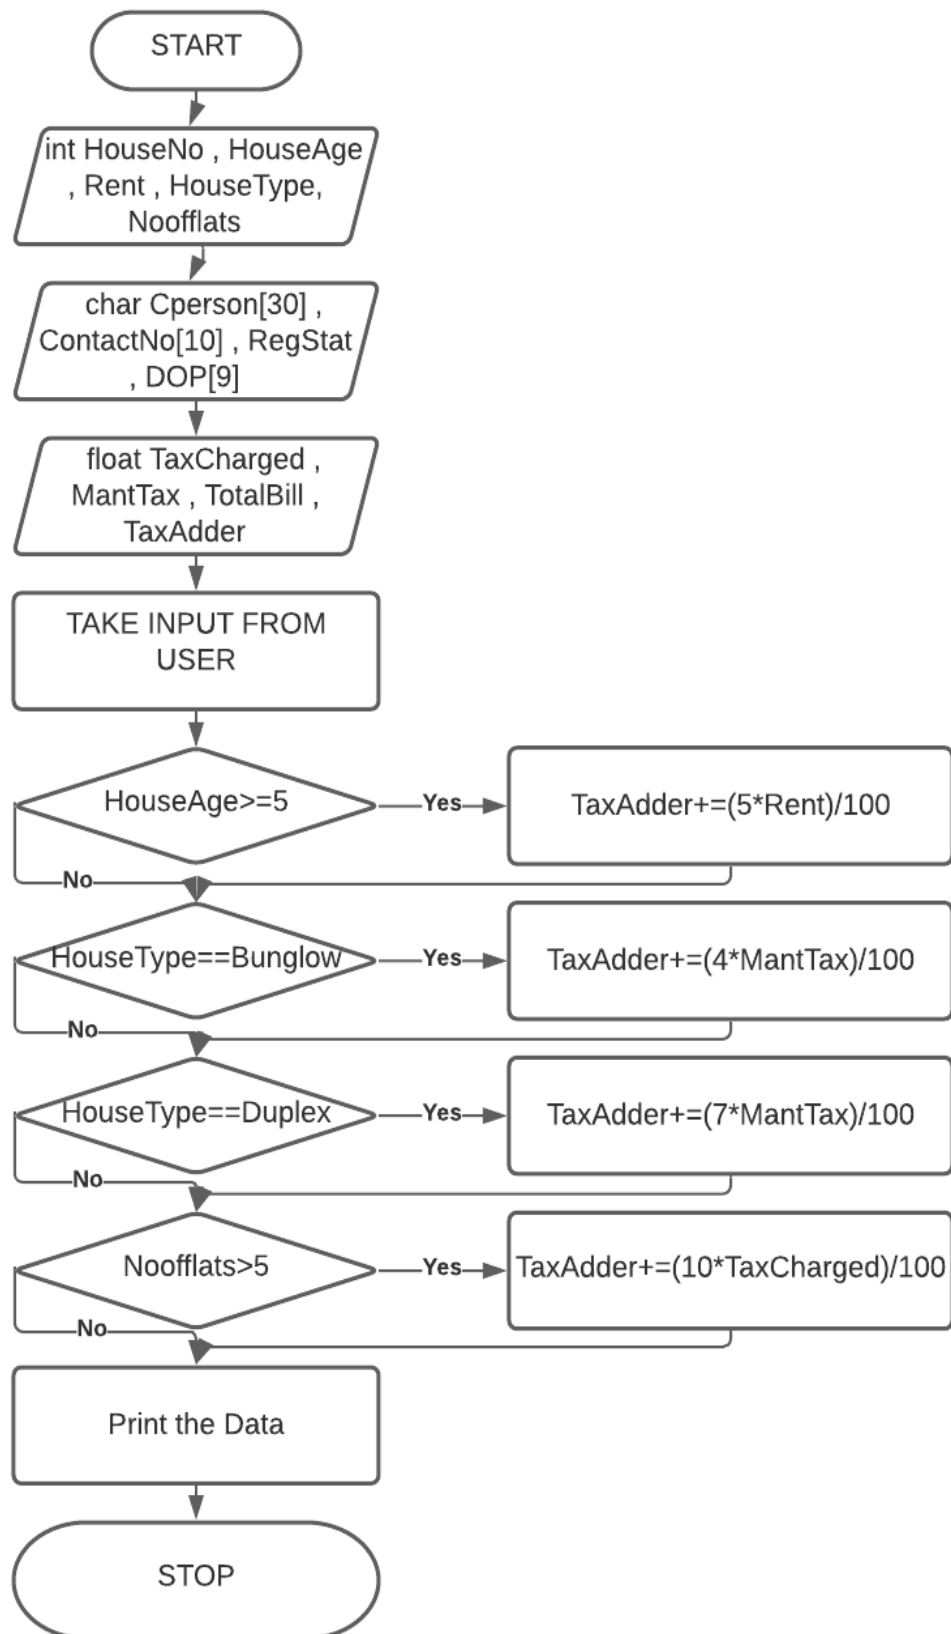 START
int HouseNo , HouseAge
, Rent , HouseType,
Noofflats
char Cperson[30] ,
ContactNo[10] , RegStat
, DOP[9]
float TaxCharged ,
MantTax , TotalBill ,
TaxAdder
TAKE INPUT FROM
USER
HouseAge>=5
Yes
TaxAdder+=(5*Rent)/100
No
HouseType==Bunglow
Yes
TaxAdder+=(4*MantTax)/100
No
HouseType==Duplex
Yes
TaxAdder+=(7*MantTax)/100
No
Noofflats>5
Yes
TaxAdder+=(10*TaxCharged)/100
No
Print the Data
STOP